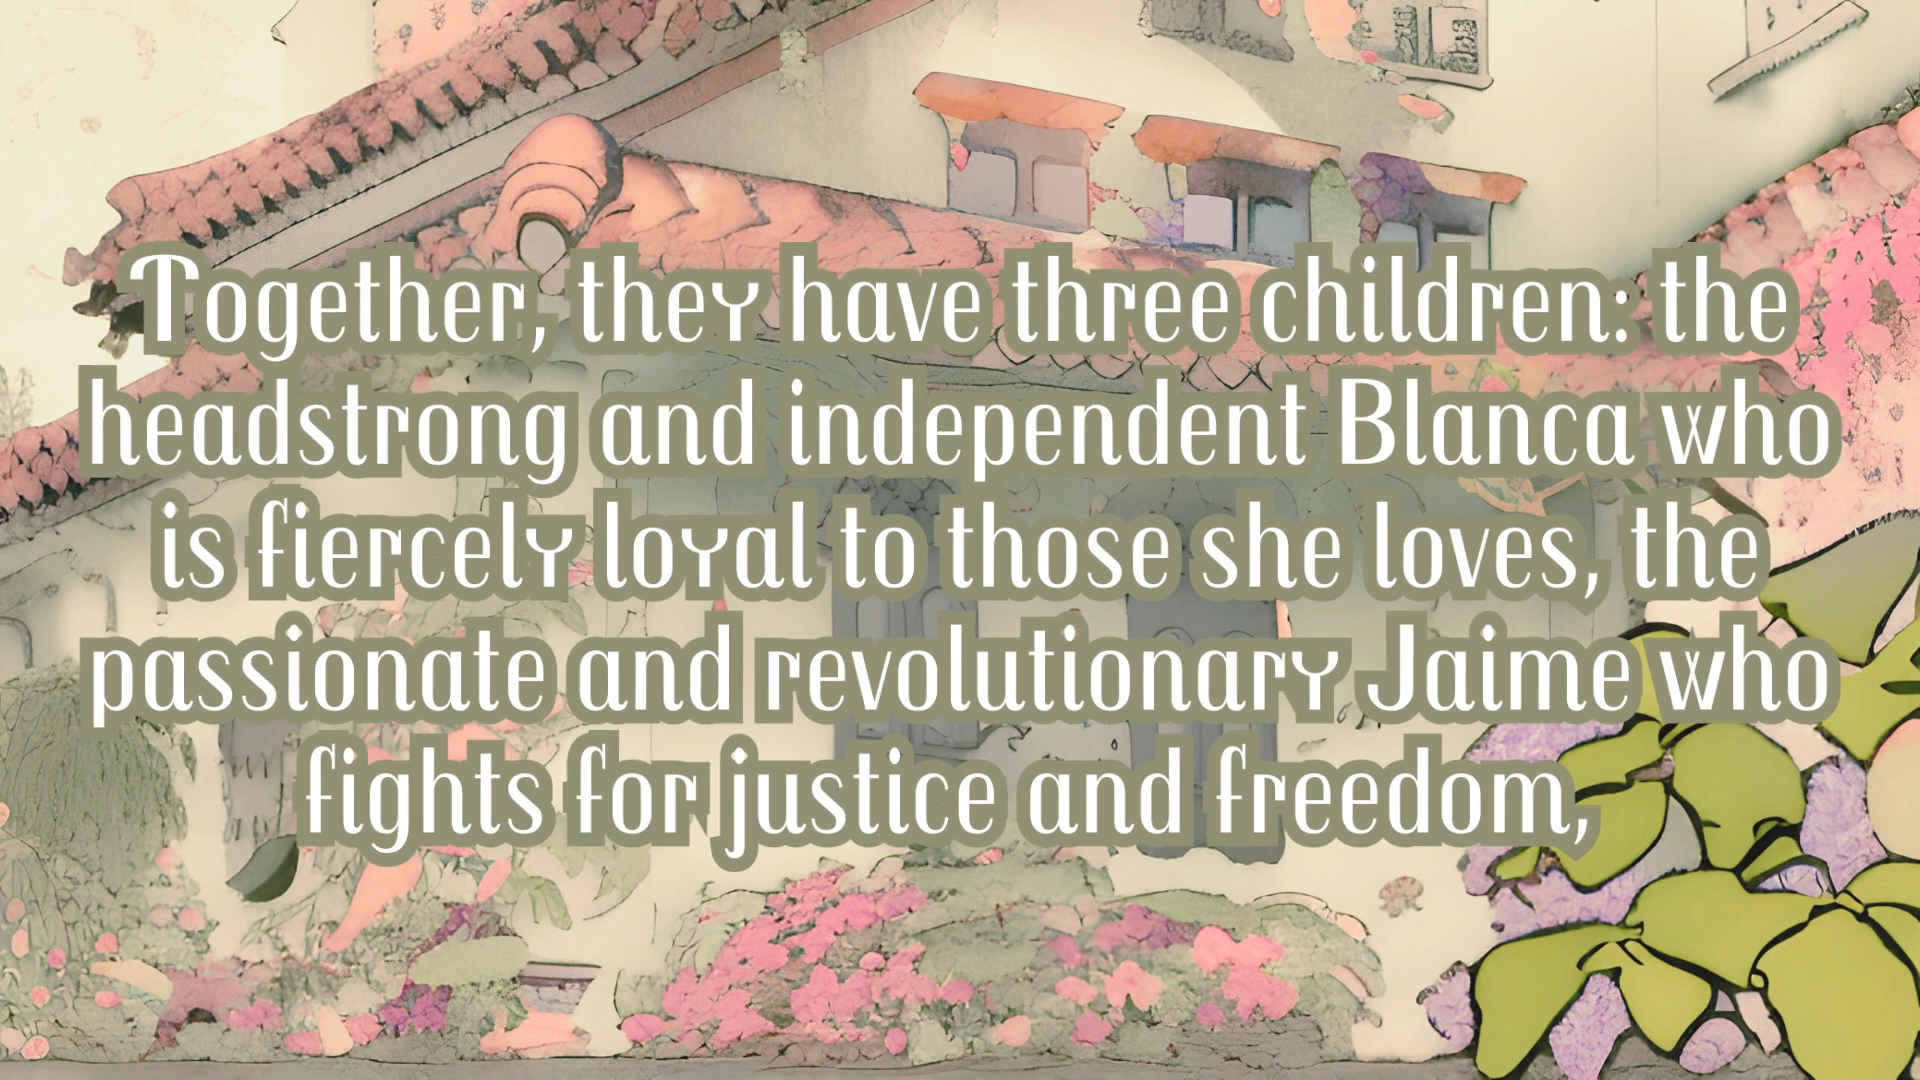 Together, they have three children: the
headstrong and independent Blanca who
is fiercely loyal to those she loves, the
passionate and revolutionary Jaime who
fights for justice and freedom,